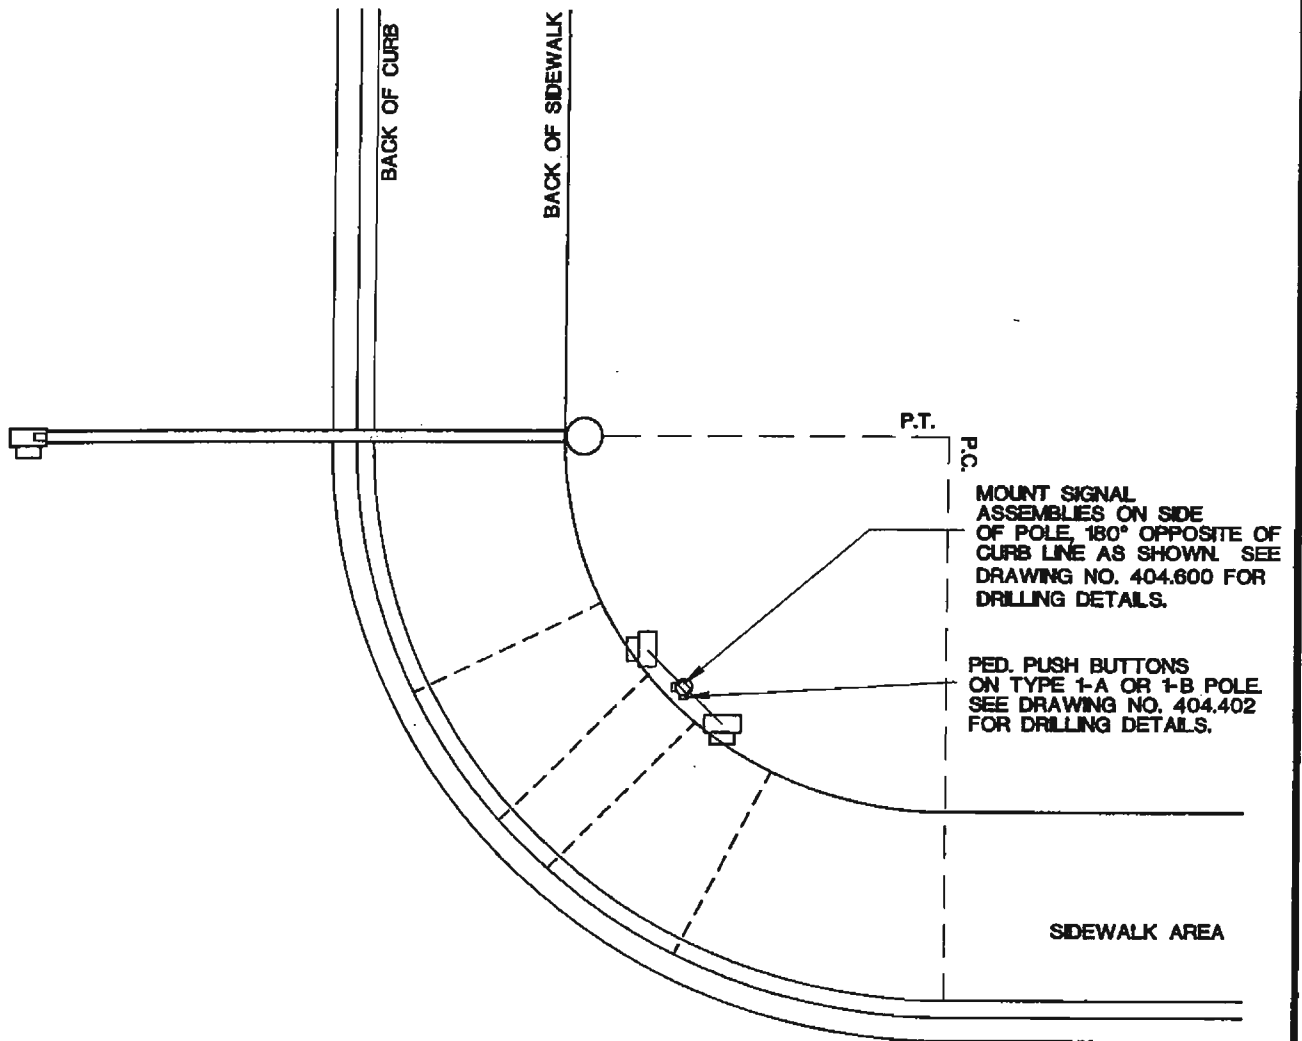 BACK OF CURB
BACK OF SIDEWALK
P.T.
P.C.
MOUNT SIGNAL
ASSEMBLIES ON SIDE
OF POLE, 180° OPPOSITE OF
CURB LINE AS SHOWN. SEE
DRAWING NO. 404.600 FOR
DRILLING DETAILS.
PED. PUSH BUTTONS
ON TYPE 1-A OR 1-B POLE.
SEE DRAWING NO. 404.402
FOR DRILLING DETAILS.
SIDEWALK AREA